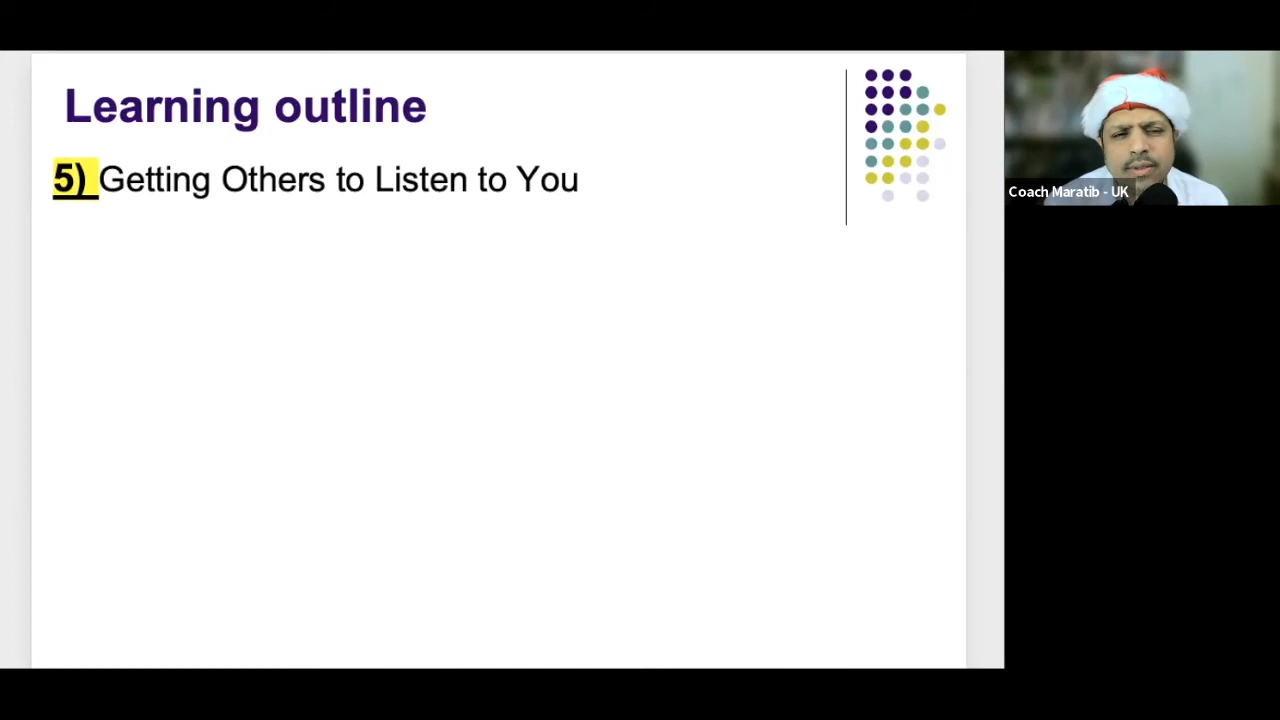 Learning outline
5) Getting Others to Listen to You
Coach Maratib - UK